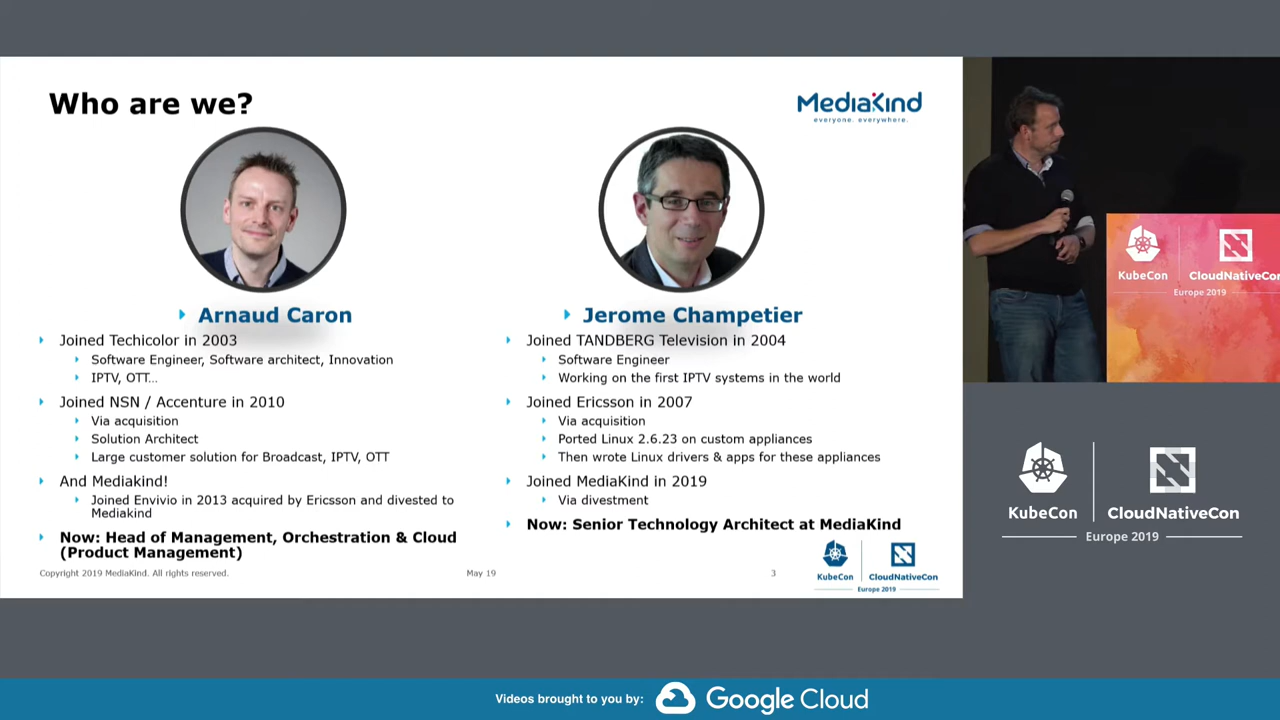 Who are we?
MediaKind
everyone. everywhere.
Arnaud Caron
Joined Techicolor in 2003
Software Engineer, Software architect, Innovation
IPTV, OTT...
Joined NSN / Accenture in 2010
Via acquisition
Solution Architect
Large customer solution for Broadcast, IPTV, OTT
And Mediakind!
Joined Envivio in 2013 acquired by Ericsson and divested to
Mediakind
Now: Head of Management, Orchestration & Cloud
(Product Management)
Jerome Champetier
Joined TANDBERG Television in 2004
Software Engineer
Working on the first IPTV systems in the world
Joined Ericsson in 2007
Via acquisition
Ported Linux 2.6.23 on custom appliances
Then wrote Linux drivers & apps for these appliances
Joined MediaKind in 2019
Via divestment
Now: Senior Technology Architect at MediaKind
Copyright 2019 MediaKind. All rights reserved.
May 19
3
KubeCon
CloudNativeCon
Europe 2019
KubeCon
CloudNativeCon
Europe 2019
KubeCon
CloudNativeCon
Europe 2019
Videos brought to you by:
Google Cloud